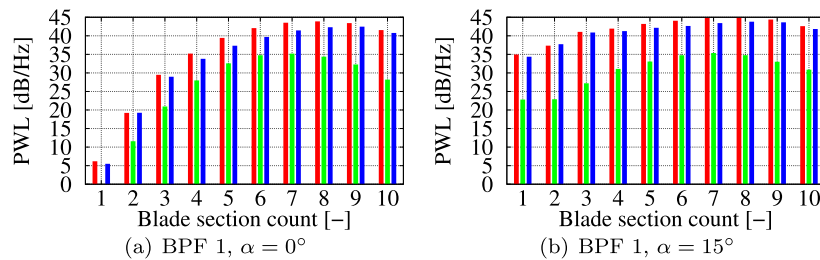 PWL [dB/Hz]
45
40
35
30
25
20
15
10
5
0
1 2 3 4 5 6 7 8 9 10
Blade section count [−]
(a) BPF 1, α = 0°
PWL [dB/Hz]
45
40
35
30
25
20
15
10
5
0
1 2 3 4 5 6 7 8 9 10
Blade section count [−]
(b) BPF 1, α = 15°